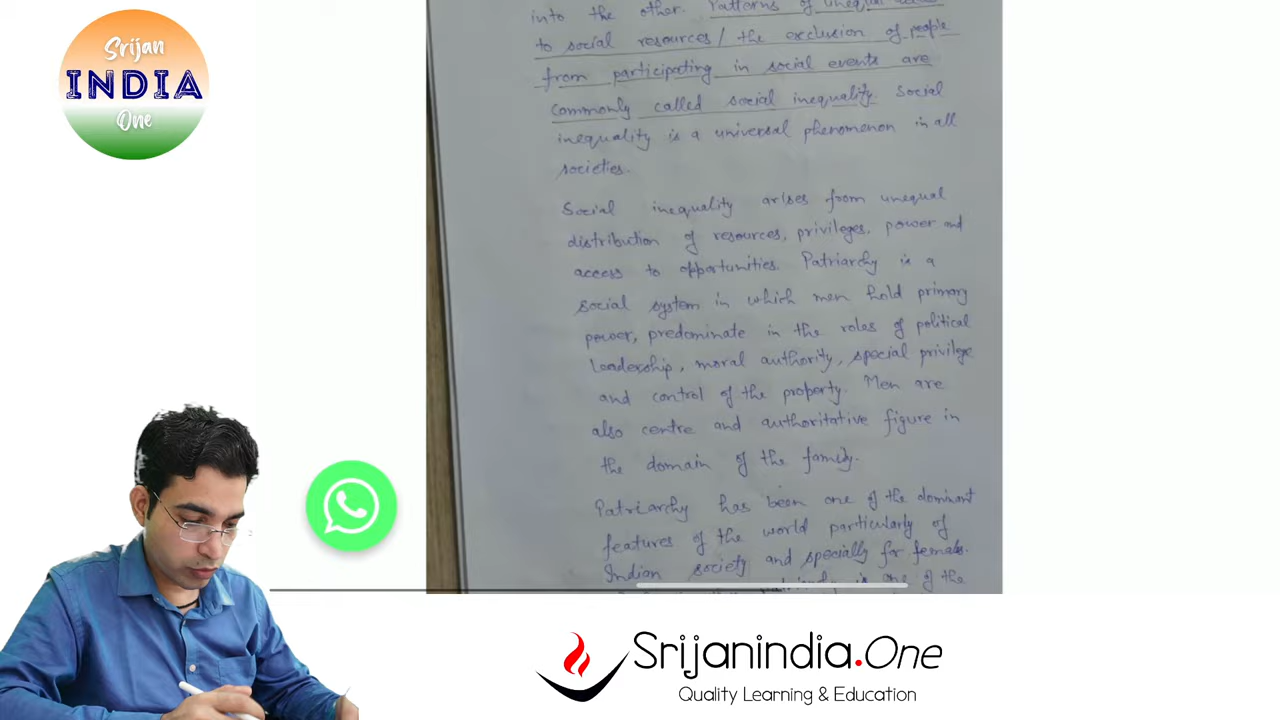 Srijan
INDIA
One
into the other. Patterns of unequal
to social resources / the exclusion of people
from participating in social events are
commonly called social inequality. Social
inequality is a universal phenomenon in all
societies.
Social inequality arises from unequal
distribution of resources, privileges, power and
access to opportunities. Patriarchy is a
social system in which men hold primary
power, predominate in the roles of political
leadership, moral authority, special privilege
and control of the property. Men are
also centre and authoritative figure in
the domain of the family.
Patriarchy has been one of the dominant
features of the world particularly of
Indian society and specially for females.
is one of the
Srijanindia.One
Quality Learning & Education